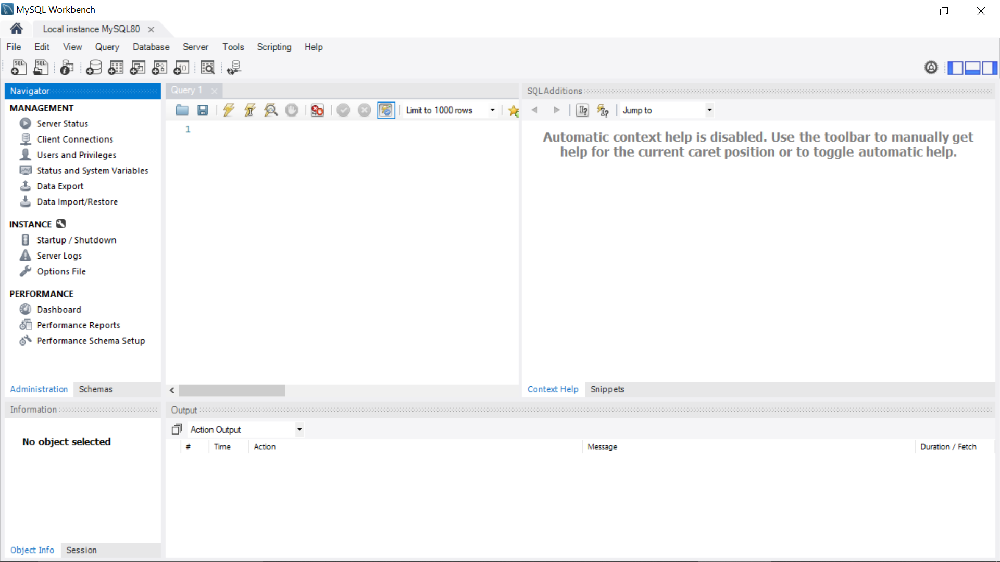 MySQL Workbench
Local instance MySQL80
File Edit View Query Database Server Tools Scripting Help
Navigator
MANAGEMENT
Server Status
Client Connections
Users and Privileges
Status and System Variables
Data Export
Data Import/Restore
INSTANCE
Startup / Shutdown
Server Logs
Options File
PERFORMANCE
Dashboard
Performance Reports
Performance Schema Setup
Administration Schemas
Query 1
Limit to 1000 rows
1
SQLAdditions
Jump to
Automatic context help is disabled. Use the toolbar to manually get
help for the current caret position or to toggle automatic help.
Context Help Snippets
Information
No object selected
Object Info Session
Output
Action Output
# Time Action Message Duration / Fetch